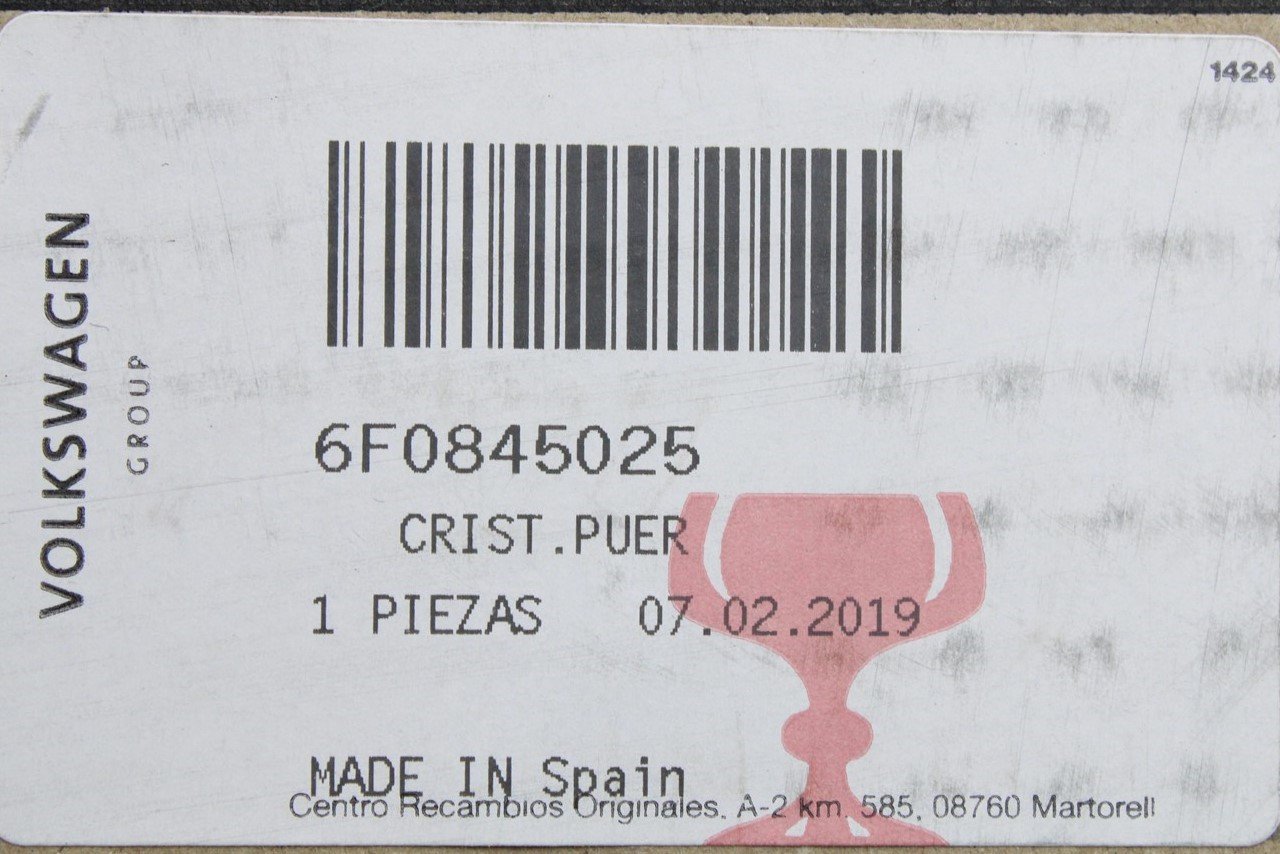 1424
VOLKSWAGEN
GROUP
6F0845025
CRIST.PUER
1 PIEZAS 07.02.2019
MADE IN Spain
Centro Recambios Originales, A-2 km. 585, 08760 Martorell